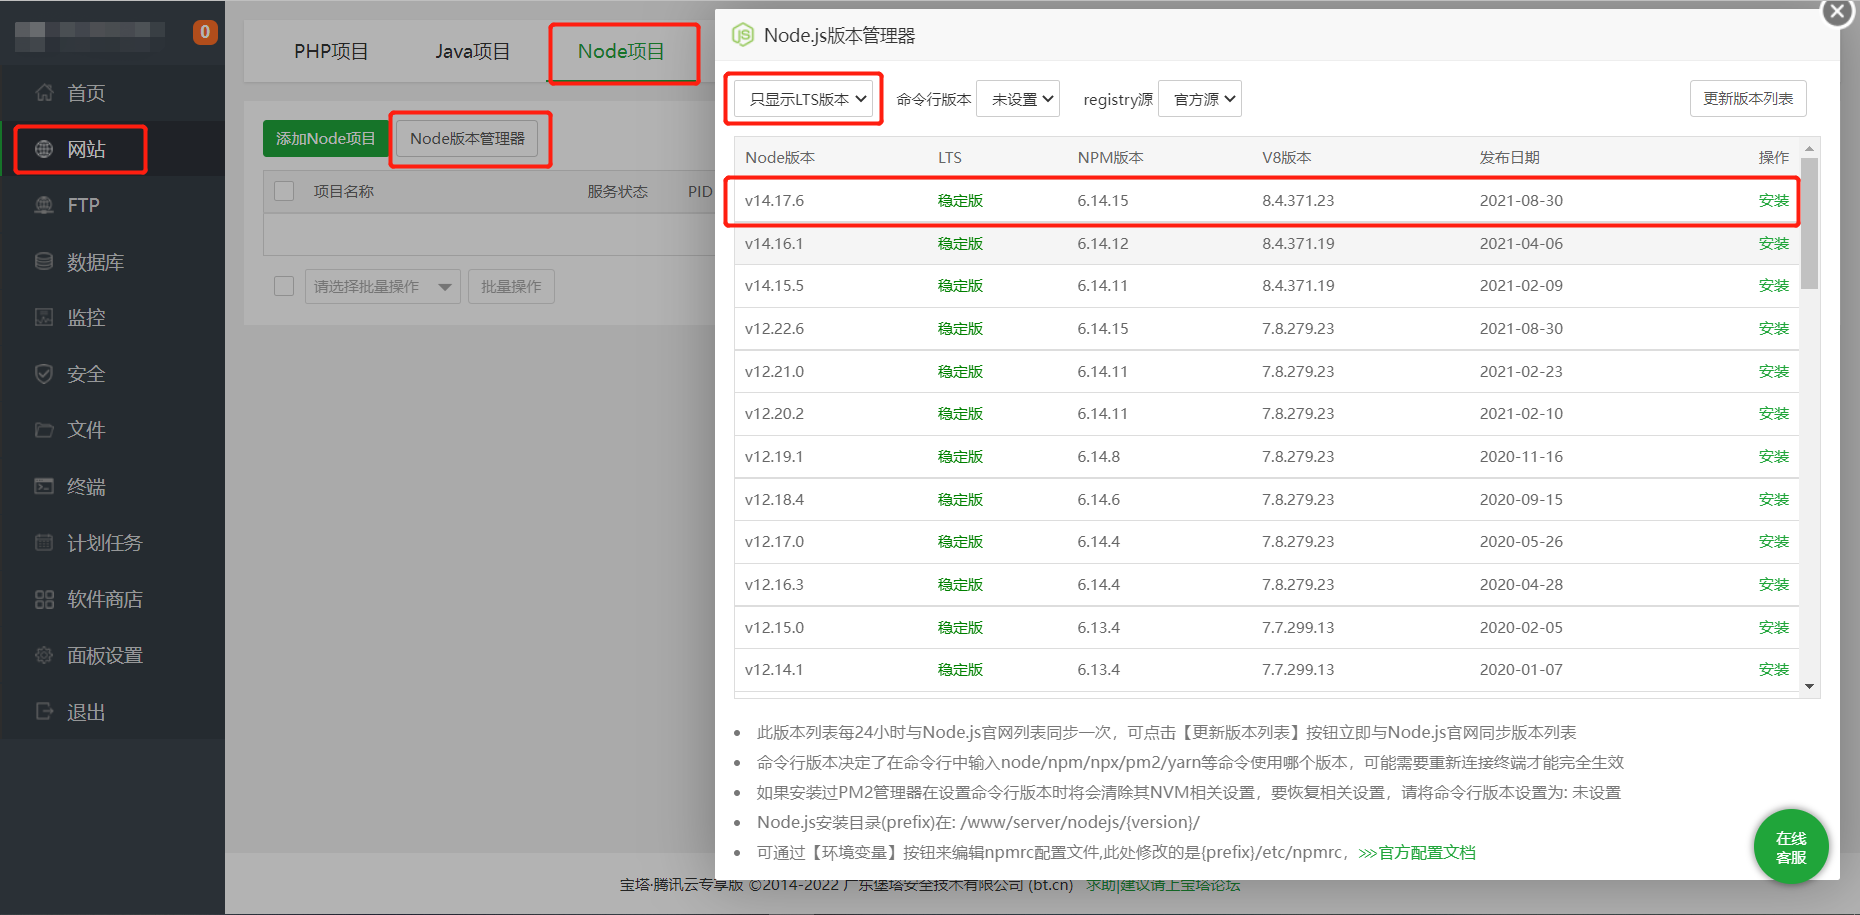 0
首页
网站
FTP
数据库
监控
安全
文件
终端
计划任务
软件商店
面板设置
退出
PHP项目 Java项目 Node项目
添加Node项目 Node版本管理器
项目名称 服务状态 PID
请选择批量操作 批量操作
JS Node.js版本管理器
只显示LTS版本 命令行版本 未设置 registry源 官方源 更新版本列表
Node版本 LTS NPM版本 V8版本 发布日期 操作
v14.17.6 稳定版 6.14.15 8.4.371.23 2021-08-30 安装
v14.16.1 稳定版 6.14.12 8.4.371.19 2021-04-06 安装
v14.15.5 稳定版 6.14.11 8.4.371.19 2021-02-09 安装
v12.22.6 稳定版 6.14.15 7.8.279.23 2021-08-30 安装
v12.21.0 稳定版 6.14.11 7.8.279.23 2021-02-23 安装
v12.20.2 稳定版 6.14.11 7.8.279.23 2021-02-10 安装
v12.19.1 稳定版 6.14.8 7.8.279.23 2020-11-16 安装
v12.18.4 稳定版 6.14.6 7.8.279.23 2020-09-15 安装
v12.17.0 稳定版 6.14.4 7.8.279.23 2020-05-26 安装
v12.16.3 稳定版 6.14.4 7.8.279.23 2020-04-28 安装
v12.15.0 稳定版 6.13.4 7.7.299.13 2020-02-05 安装
v12.14.1 稳定版 6.13.4 7.7.299.13 2020-01-07 安装
此版本列表每24小时与Node.js官网列表同步一次，可点击【更新版本列表】按钮立即与Node.js官网同步版本列表
命令行版本决定了在命令行中输入node/npm/npx/pm2/yarn等命令使用哪个版本，可能需要重新连接终端才能完全生效
如果安装过PM2管理器在设置命令行版本时将会清除其NVM相关设置，要恢复相关设置，请将命令行版本设置为: 未设置
Node.js安装目录(prefix)在: /www/server/nodejs/{version}/
可通过【环境变量】按钮来编辑npmrc配置文件,此处修改的是{prefix}/etc/npmrc，>>>官方配置文档
在线
客服
宝塔·腾讯云专享版 ©2014-2022 广东堡塔安全技术有限公司 (bt.cn) 求助|建议请上宝塔论坛